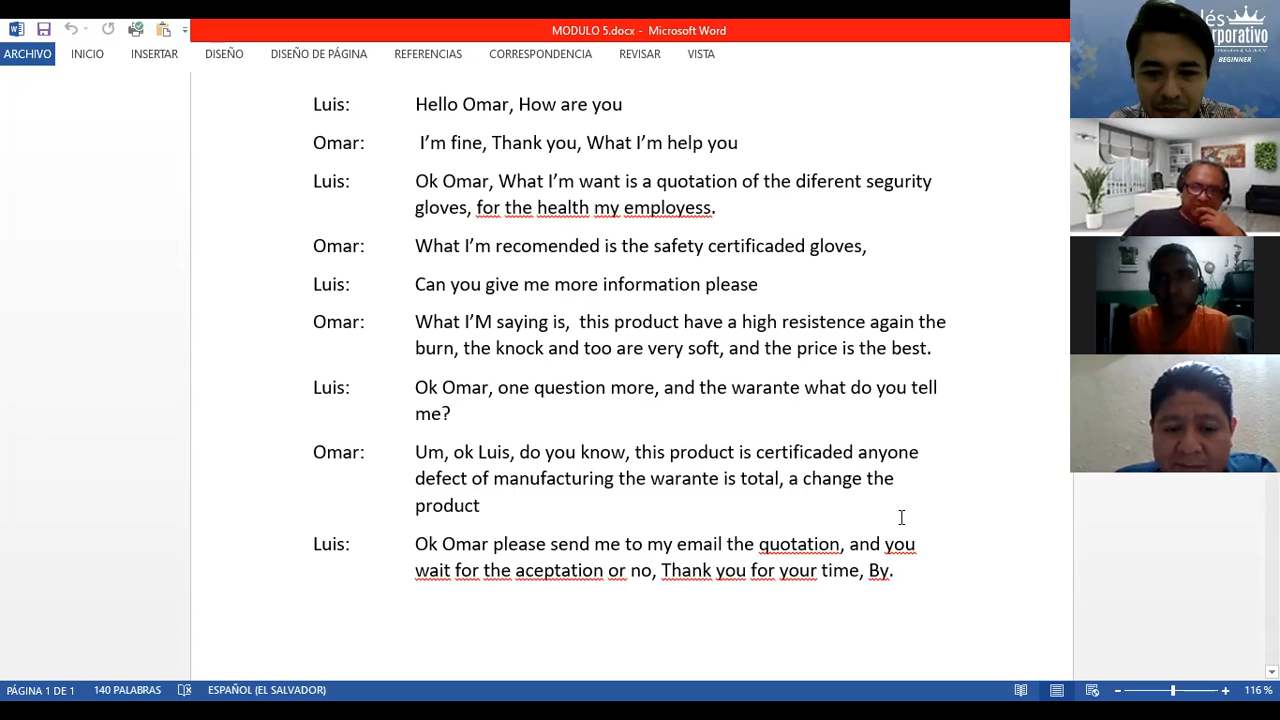 MODULO 5.docx - Microsoft Word
ARCHIVO INICIO INSERTAR DISEÑO DISEÑO DE PÁGINA REFERENCIAS CORRESPONDENCIA REVISAR VISTA
Luis: Hello Omar, How are you
Omar: I’m fine, Thank you, What I’m help you
Luis: Ok Omar, What I’m want is a quotation of the diferent segurity
gloves, for the health my employess.
Omar: What I’m recomended is the safety certificaded gloves,
Luis: Can you give me more information please
Omar: What I’M saying is, this product have a high resistence again the
burn, the knock and too are very soft, and the price is the best.
Luis: Ok Omar, one question more, and the warante what do you tell
me?
Omar: Um, ok Luis, do you know, this product is certificaded anyone
defect of manufacturing the warante is total, a change the
product
Luis: Ok Omar please send me to my email the quotation, and you
wait for the aceptation or no, Thank you for your time, By.
PÁGINA 1 DE 1 140 PALABRAS ESPAÑOL (EL SALVADOR) 116 %
BEGINNER